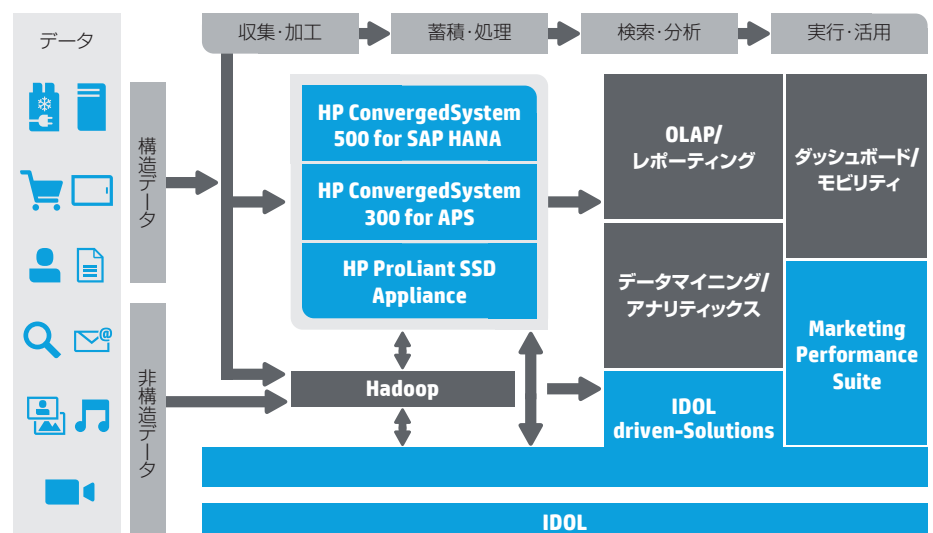 データ
収集・加工
蓄積・処理
検索・分析
実行・活用
構造データ
非構造データ
HP ConvergedSystem
500 for SAP HANA
HP ConvergedSystem
300 for APS
HP ProLiant SSD
Appliance
Hadoop
OLAP/
レポーティング
データマイニング/
アナリティックス
IDOL
driven-Solutions
ダッシュボード/
モビリティ
Marketing
Performance
Suite
IDOL
@